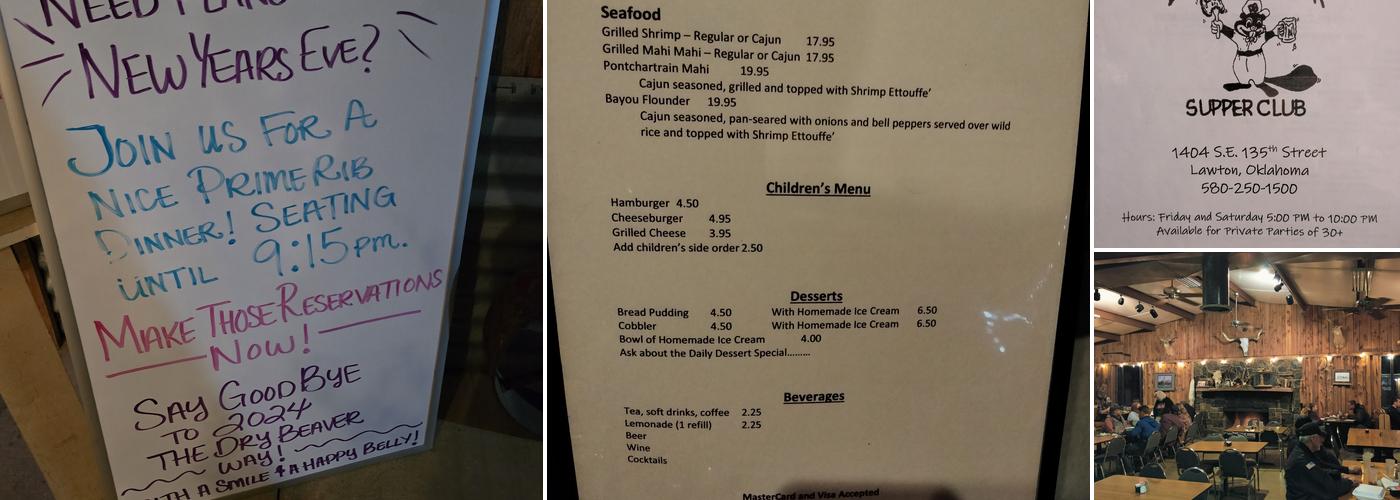 NEED PLANS
NEW YEARS EVE?
JOIN US FOR A
NICE PRIME RIB
DINNER! SEATING
UNTIL 9:15 pm.
MAKE THOSE RESERVATIONS
NOW!
SAY GOODBYE
TO 2024
THE DRY BEAVER
WAY!
WITH A SMILE & A HAPPY BELLY!
Seafood
Grilled Shrimp – Regular or Cajun 17.95
Grilled Mahi Mahi – Regular or Cajun 17.95
Pontchartrain Mahi 19.95
Cajun seasoned, grilled and topped with Shrimp Ettouffe'
Bayou Flounder 19.95
Cajun seasoned, pan-seared with onions and bell peppers served over wild
rice and topped with Shrimp Ettouffe'
Children's Menu
Hamburger 4.50
Cheeseburger 4.95
Grilled Cheese 3.95
Add children's side order 2.50
Desserts
Bread Pudding 4.50 With Homemade Ice Cream 6.50
Cobbler 4.50 With Homemade Ice Cream 6.50
Bowl of Homemade Ice Cream 4.00
Ask about the Daily Dessert Special.........
Beverages
Tea, soft drinks, coffee 2.25
Lemonade (1 refill) 2.25
Beer
Wine
Cocktails
MasterCard and Visa Accepted
SUPPER CLUB
1404 S.E. 135th Street
Lawton, Oklahoma
580-250-1500
Hours: Friday and Saturday 5:00 PM to 10:00 PM
Available for Private Parties of 30+